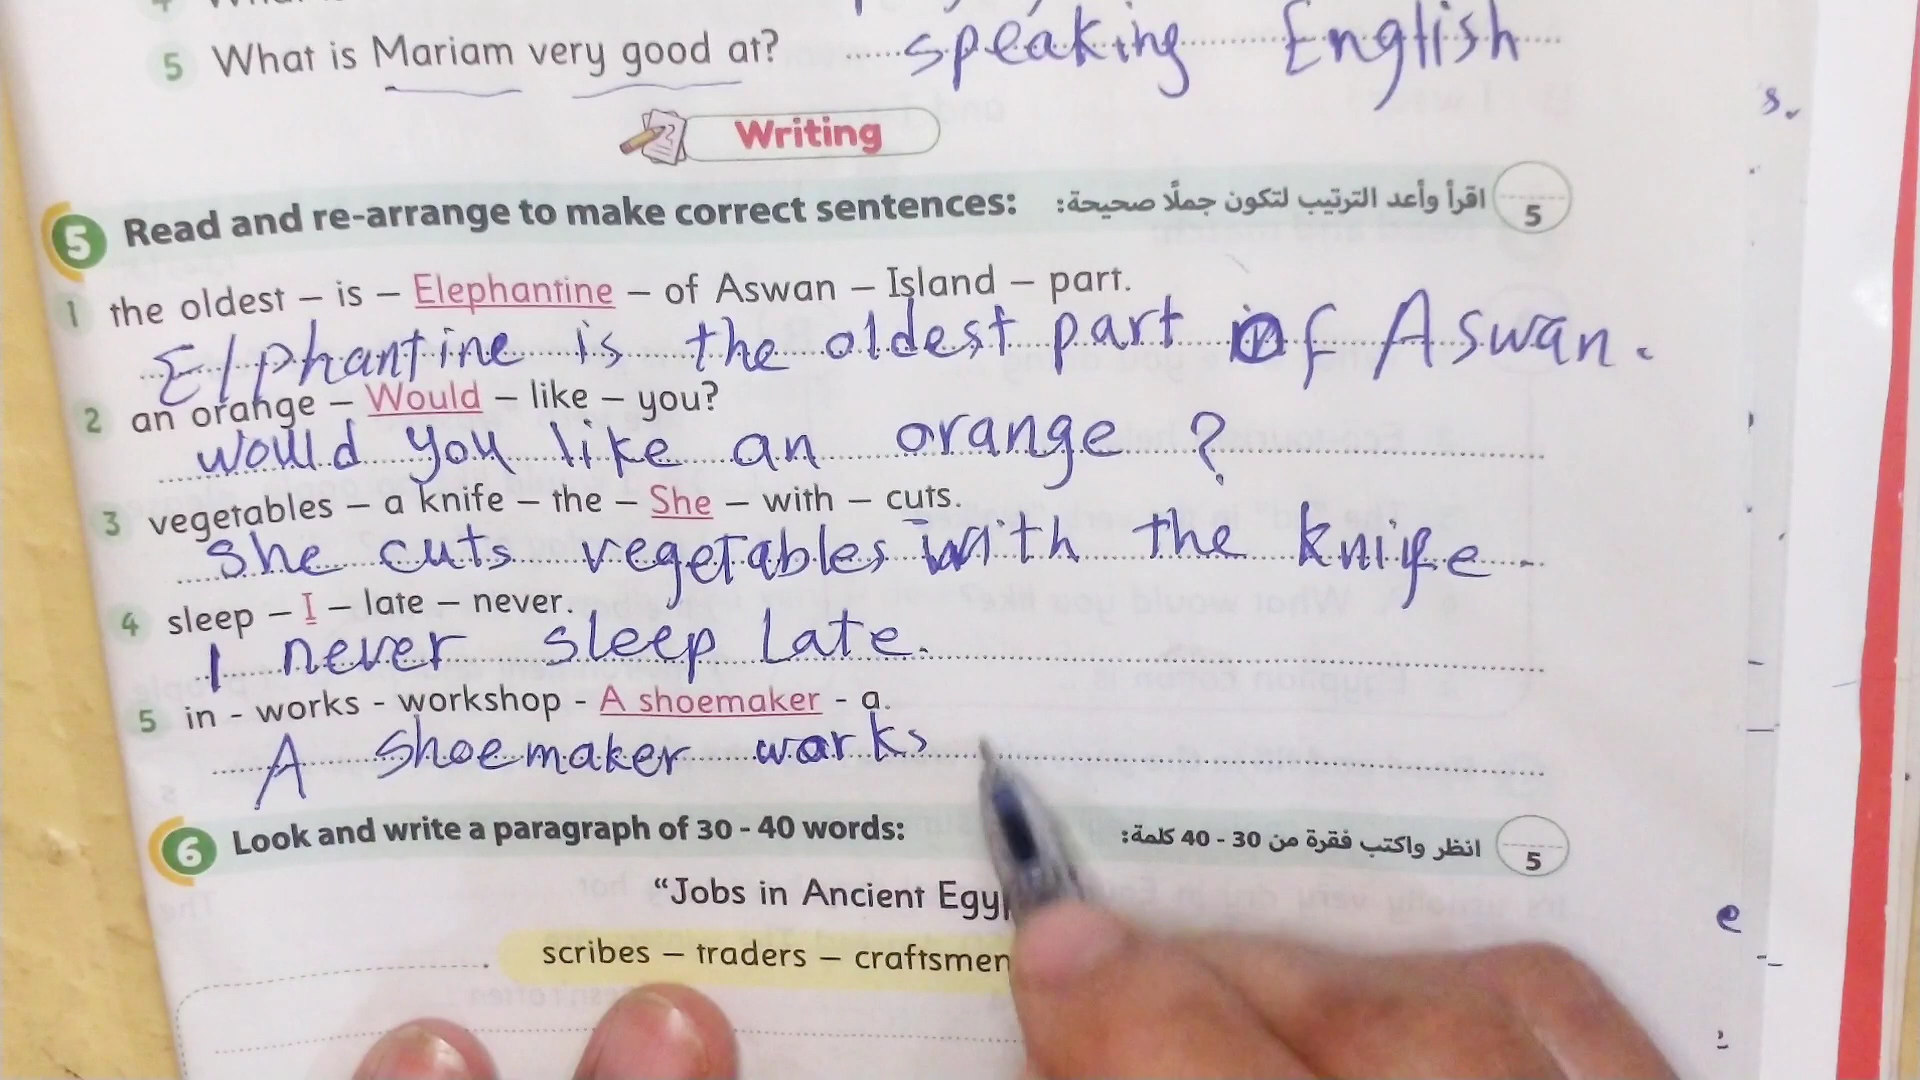 5 What is Mariam very good at? speaking English
s.
Writing
5 Read and re-arrange to make correct sentences: اقرأ وأعد الترتيب لتكون جملًا صحيحة: 5
1 the oldest – is – Elephantine – of Aswan – Island – part.
Elphantine is the oldest part of Aswan.
2 an orange – Would – like – you?
would you like an orange ?
3 vegetables – a knife – the – She – with – cuts.
She cuts vegetables with the knife
4 sleep – I – late – never.
I never sleep late.
5 in - works - workshop - A shoemaker - a.
A shoemaker works
6 Look and write a paragraph of 30 - 40 words: انظر واكتب فقرة من 30 - 40 كلمة: 5
“Jobs in Ancient
e
scribes – traders – craftsmen